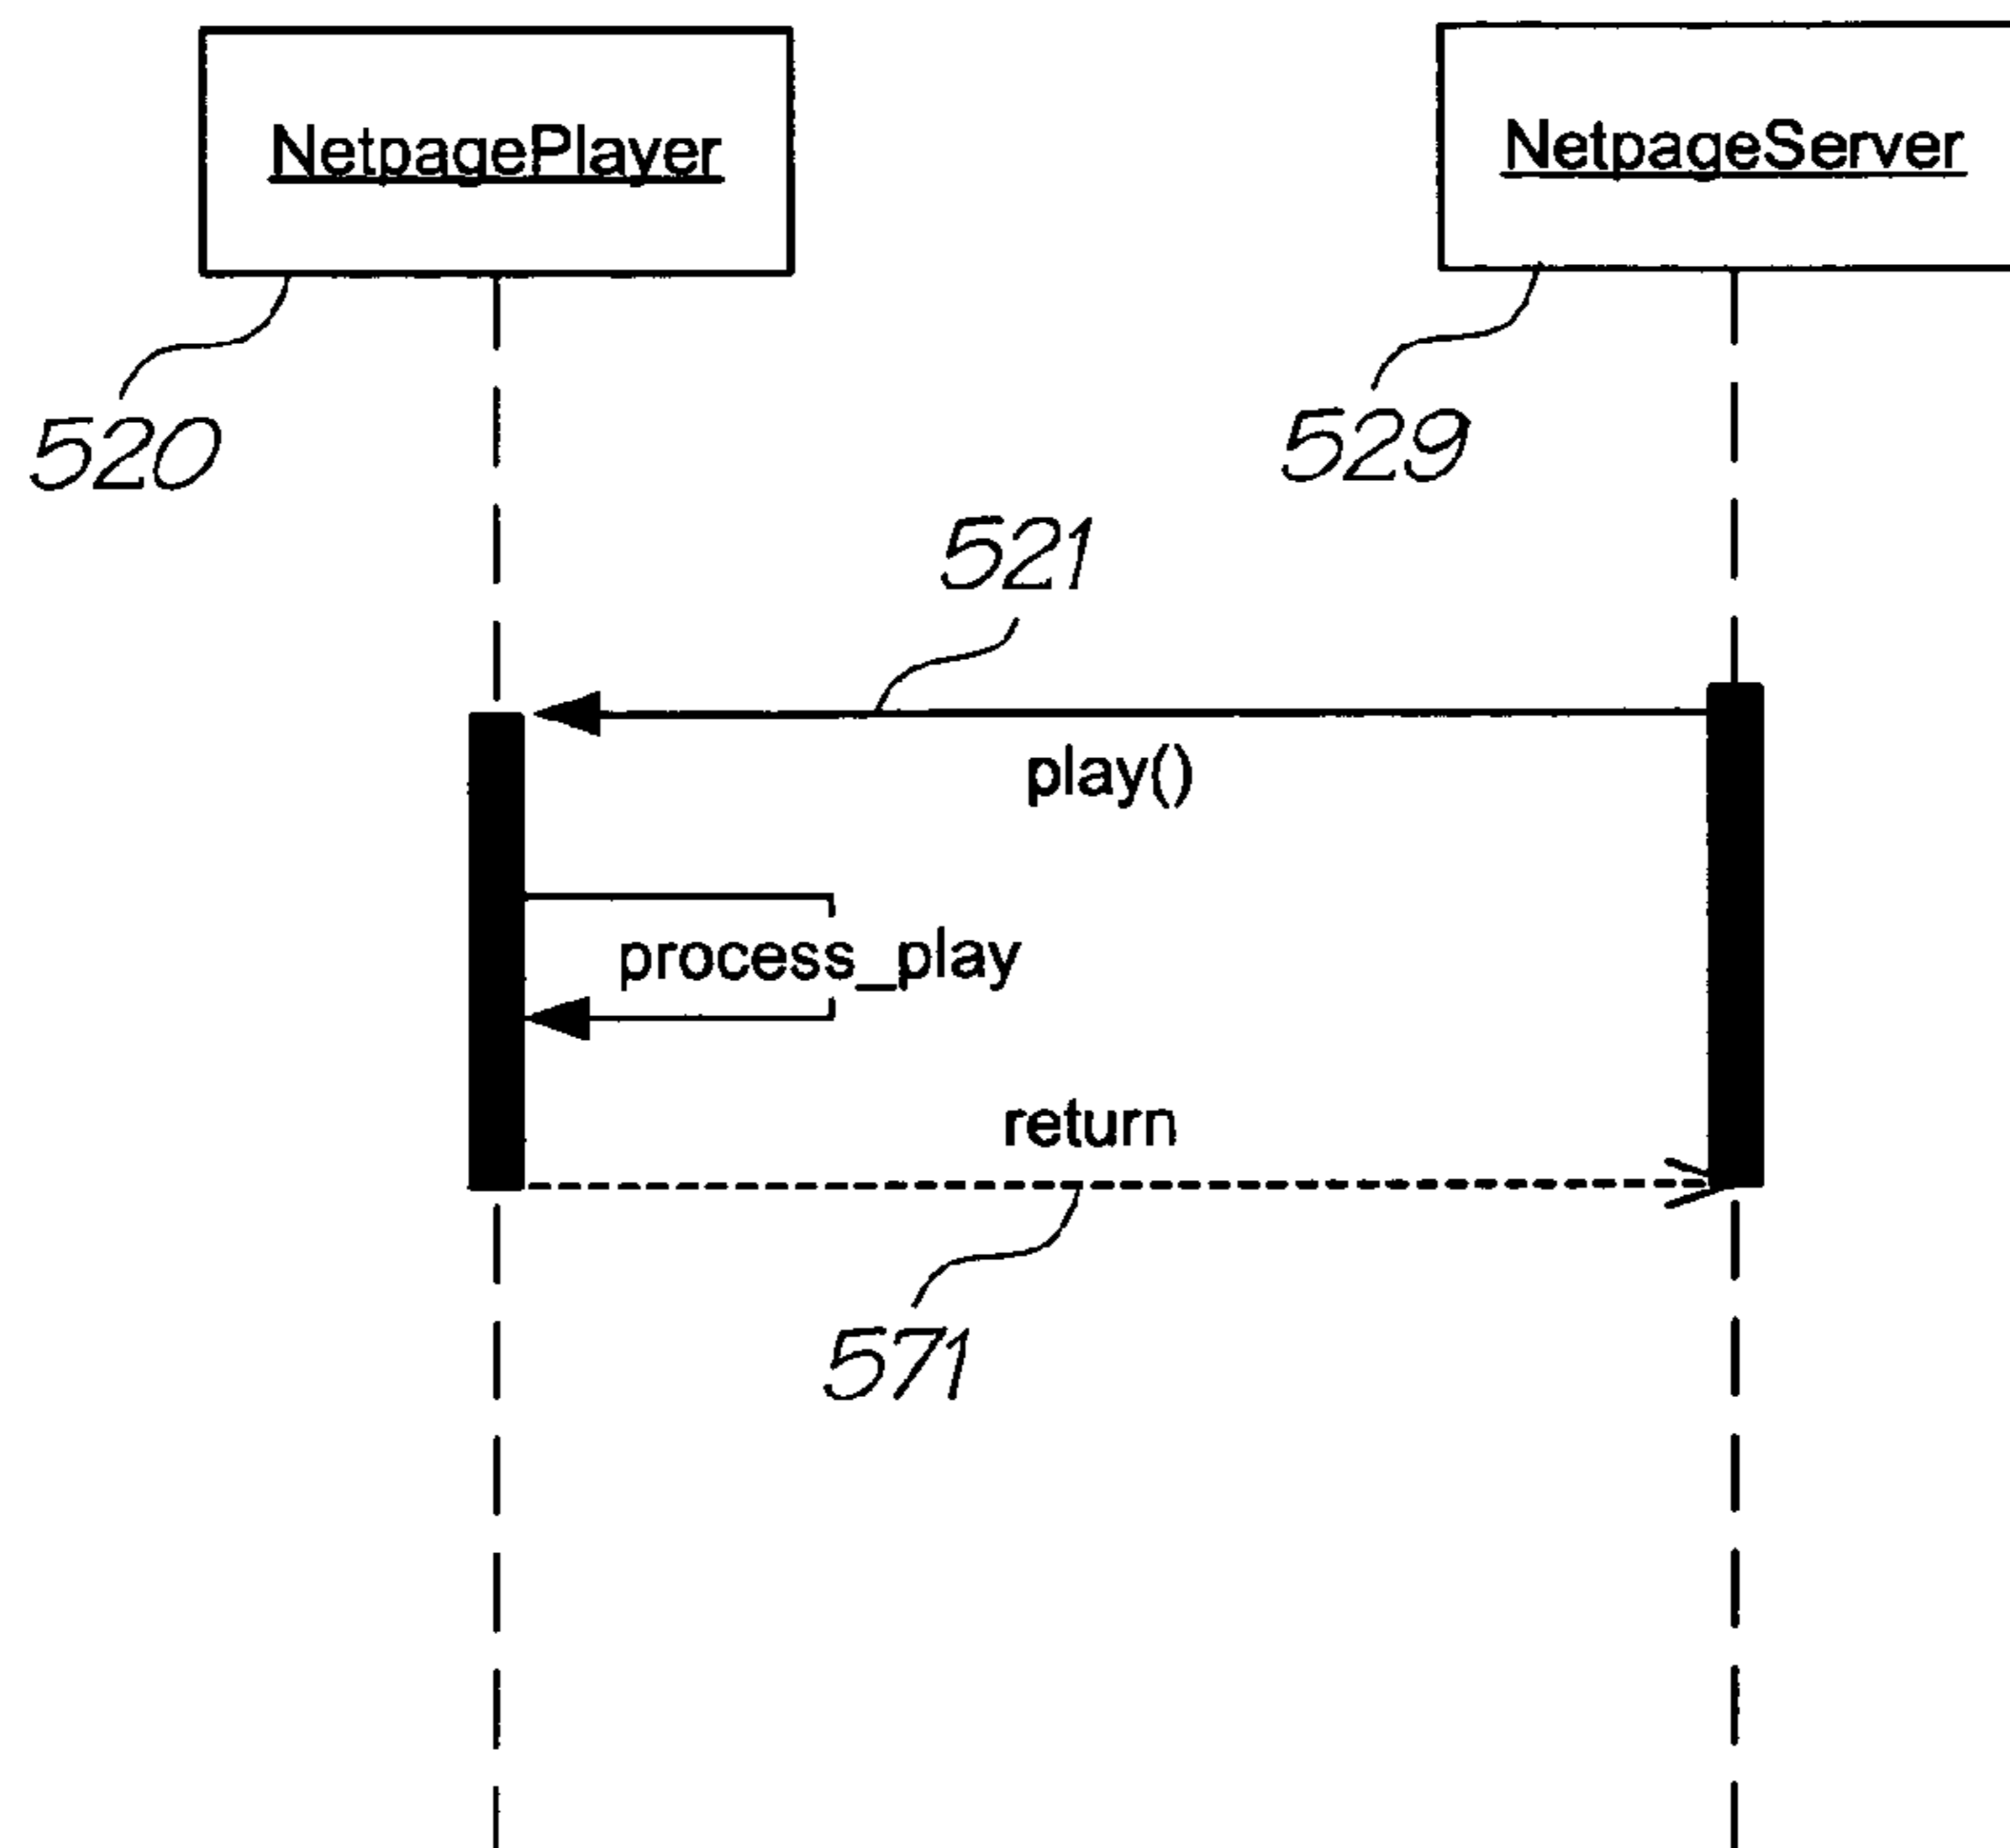 NetpagePlayer
NetpageServer
520
529
521
play()
process_play
return
571